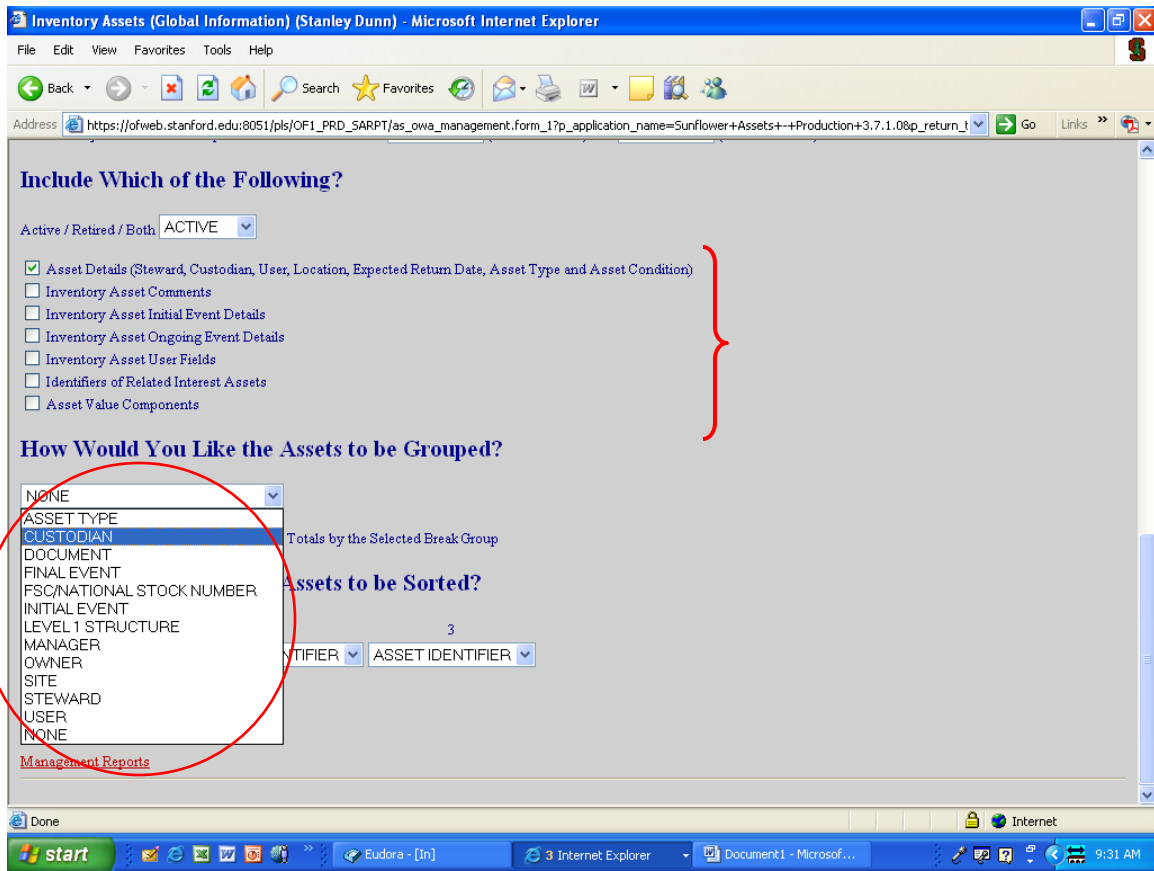 Inventory Assets (Global Information) (Stanley Dunn) - Microsoft Internet Explorer
File Edit View Favorites Tools Help
Back Search Favorites
Address https://ofweb.stanford.edu:8051/pls/OF1_PRD_SARPT/as_owa_management.form_1?p_application_name=Sunflower+Assets+-+Production+3.7.1.0&p_return_t Go Links »
Include Which of the Following?
Active / Retired / Both ACTIVE
Asset Details (Steward, Custodian, User, Location, Expected Return Date, Asset Type and Asset Condition)
Inventory Asset Comments
Inventory Asset Initial Event Details
Inventory Asset Ongoing Event Details
Inventory Asset User Fields
Identifiers of Related Interest Assets
Asset Value Components
How Would You Like the Assets to be Grouped?
NONE
ASSET TYPE
CUSTODIAN
Totals by the Selected Break Group
DOCUMENT
FINAL EVENT
FSC/NATIONAL STOCK NUMBER
Assets to be Sorted?
INITIAL EVENT
LEVEL 1 STRUCTURE
3
MANAGER
OWNER
NTIFIER ASSET IDENTIFIER
SITE
STEWARD
USER
NONE
Management Reports
Done Internet
start » Eudora - [In] 3 Internet Explorer Document1 - Microsof... 9:31 AM